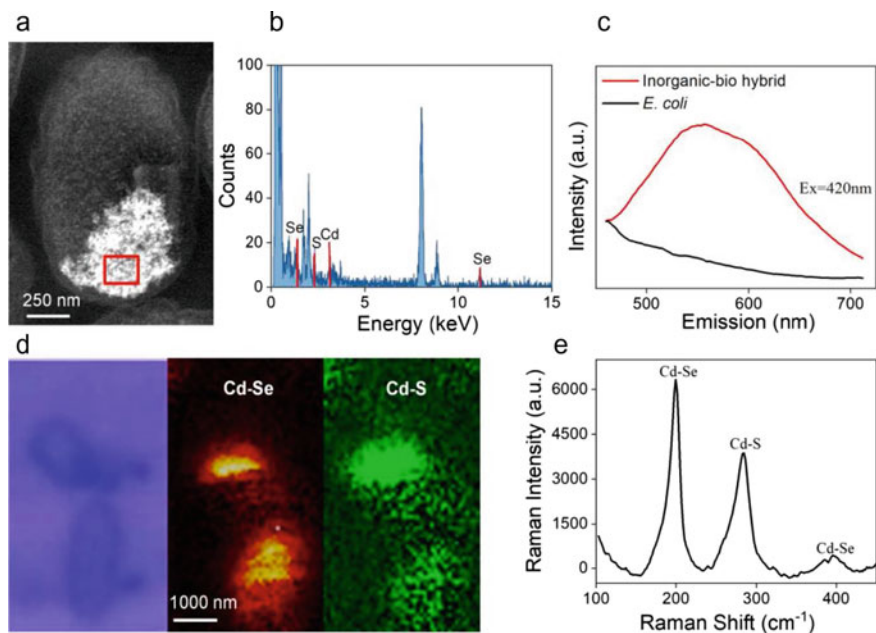 a
250 nm
b
100
80
60
40
20
0
Counts
Se
S
Cd
Se
0
5
10
15
Energy (keV)
c
Inorganic-bio hybrid
E. coli
Ex=420nm
Intensity (a.u.)
500
600
700
Emission (nm)
d
Cd-Se
Cd-S
1000 nm
e
Cd-Se
Cd-S
Cd-Se
6000
4500
3000
1500
0
Raman Intensity (a.u.)
100
200
300
400
Raman Shift (cm⁻¹)